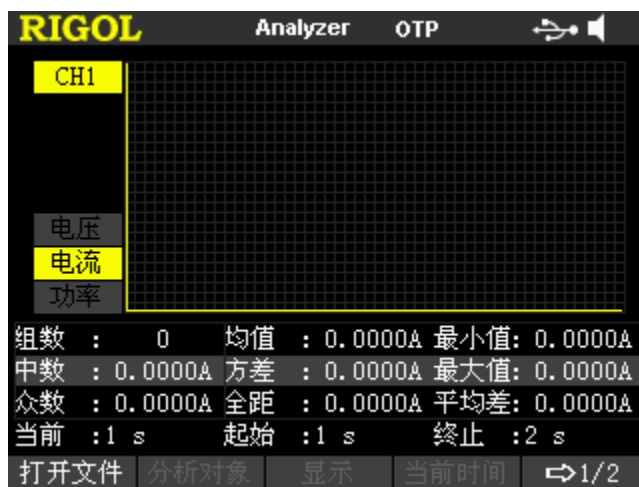 RIGOL Analyzer OTP
CH1
电压
电流
功率
组数 : 0 均值 : 0.0000A 最小值: 0.0000A
中数 : 0.0000A 方差 : 0.0000A 最大值: 0.0000A
众数 : 0.0000A 全距 : 0.0000A 平均差: 0.0000A
当前 :1 s 起始 :1 s 终止 :2 s
打开文件 分析对象 显示 当前时间 ⇨1/2